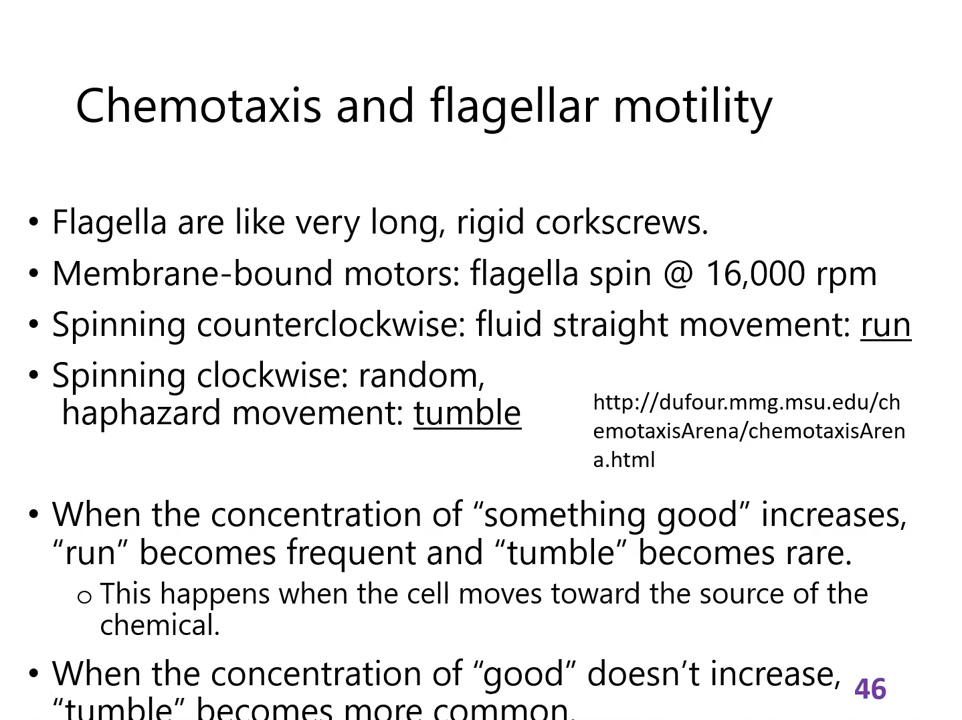 Chemotaxis and flagellar motility
• Flagella are like very long, rigid corkscrews.
• Membrane-bound motors: flagella spin @ 16,000 rpm
• Spinning counterclockwise: fluid straight movement: run
• Spinning clockwise: random,
haphazard movement: tumble
http://dufour.mmg.msu.edu/ch
emotaxisArena/chemotaxisAren
a.html
• When the concentration of “something good” increases,
“run” becomes frequent and “tumble” becomes rare.
o This happens when the cell moves toward the source of the
chemical.
• When the concentration of “good” doesn’t increase,
“tumble” becomes more common.
46